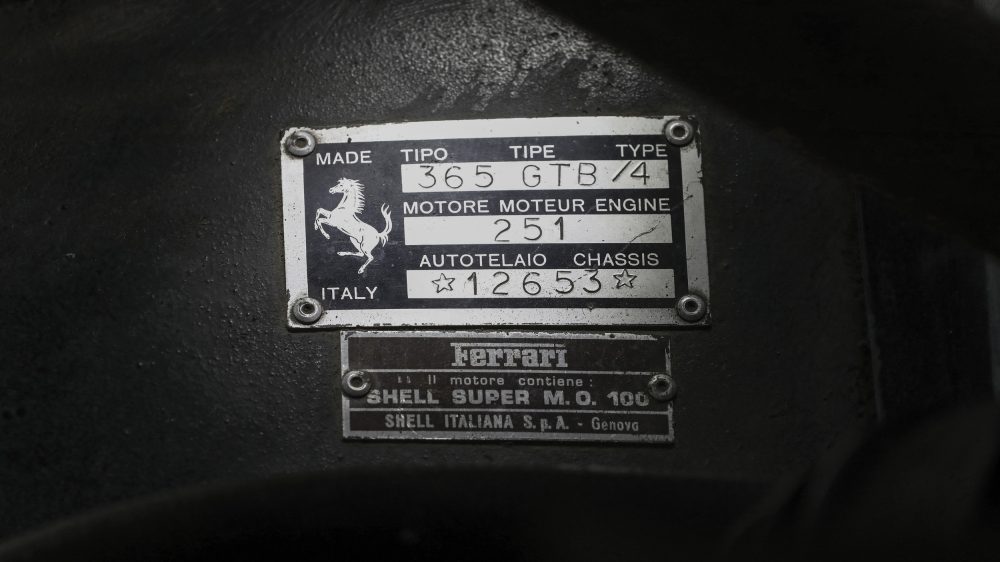 MADE TIPO TIPE TYPE
365 GTB/4
MOTORE MOTEUR ENGINE
251
AUTOTELAIO CHASSIS
☆12653☆
ITALY
Ferrari
Il motore contiene:
SHELL SUPER M.O. 100
SHELL ITALIANA S.p.A. - Genova